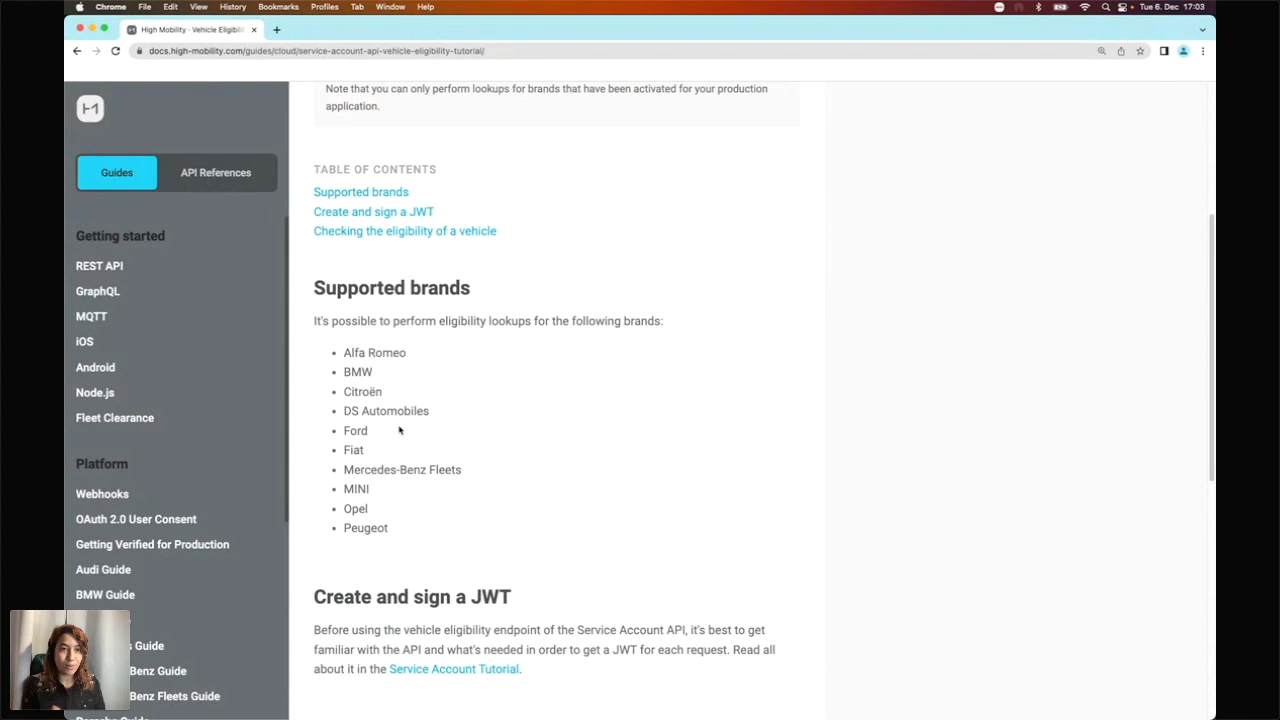 Chrome File Edit View History Bookmarks Profiles Tab Window Help Tue 6. Dec 17:03
High Mobility - Vehicle Eligibil
docs.high-mobility.com/guides/cloud/service-account-api-vehicle-eligibility-tutorial/
Guides
API References
Getting started
REST API
GraphQL
MQTT
iOS
Android
Node.js
Fleet Clearance
Platform
Webhooks
OAuth 2.0 User Consent
Getting Verified for Production
Audi Guide
BMW Guide
Guide
Benz Guide
Benz Fleets Guide
Note that you can only perform lookups for brands that have been activated for your production
application.
TABLE OF CONTENTS
Supported brands
Create and sign a JWT
Checking the eligibility of a vehicle
Supported brands
It's possible to perform eligibility lookups for the following brands:
• Alfa Romeo
• BMW
• Citroën
• DS Automobiles
• Ford
• Fiat
• Mercedes-Benz Fleets
• MINI
• Opel
• Peugeot
Create and sign a JWT
Before using the vehicle eligibility endpoint of the Service Account API, it's best to get
familiar with the API and what's needed in order to get a JWT for each request. Read all
about it in the Service Account Tutorial.